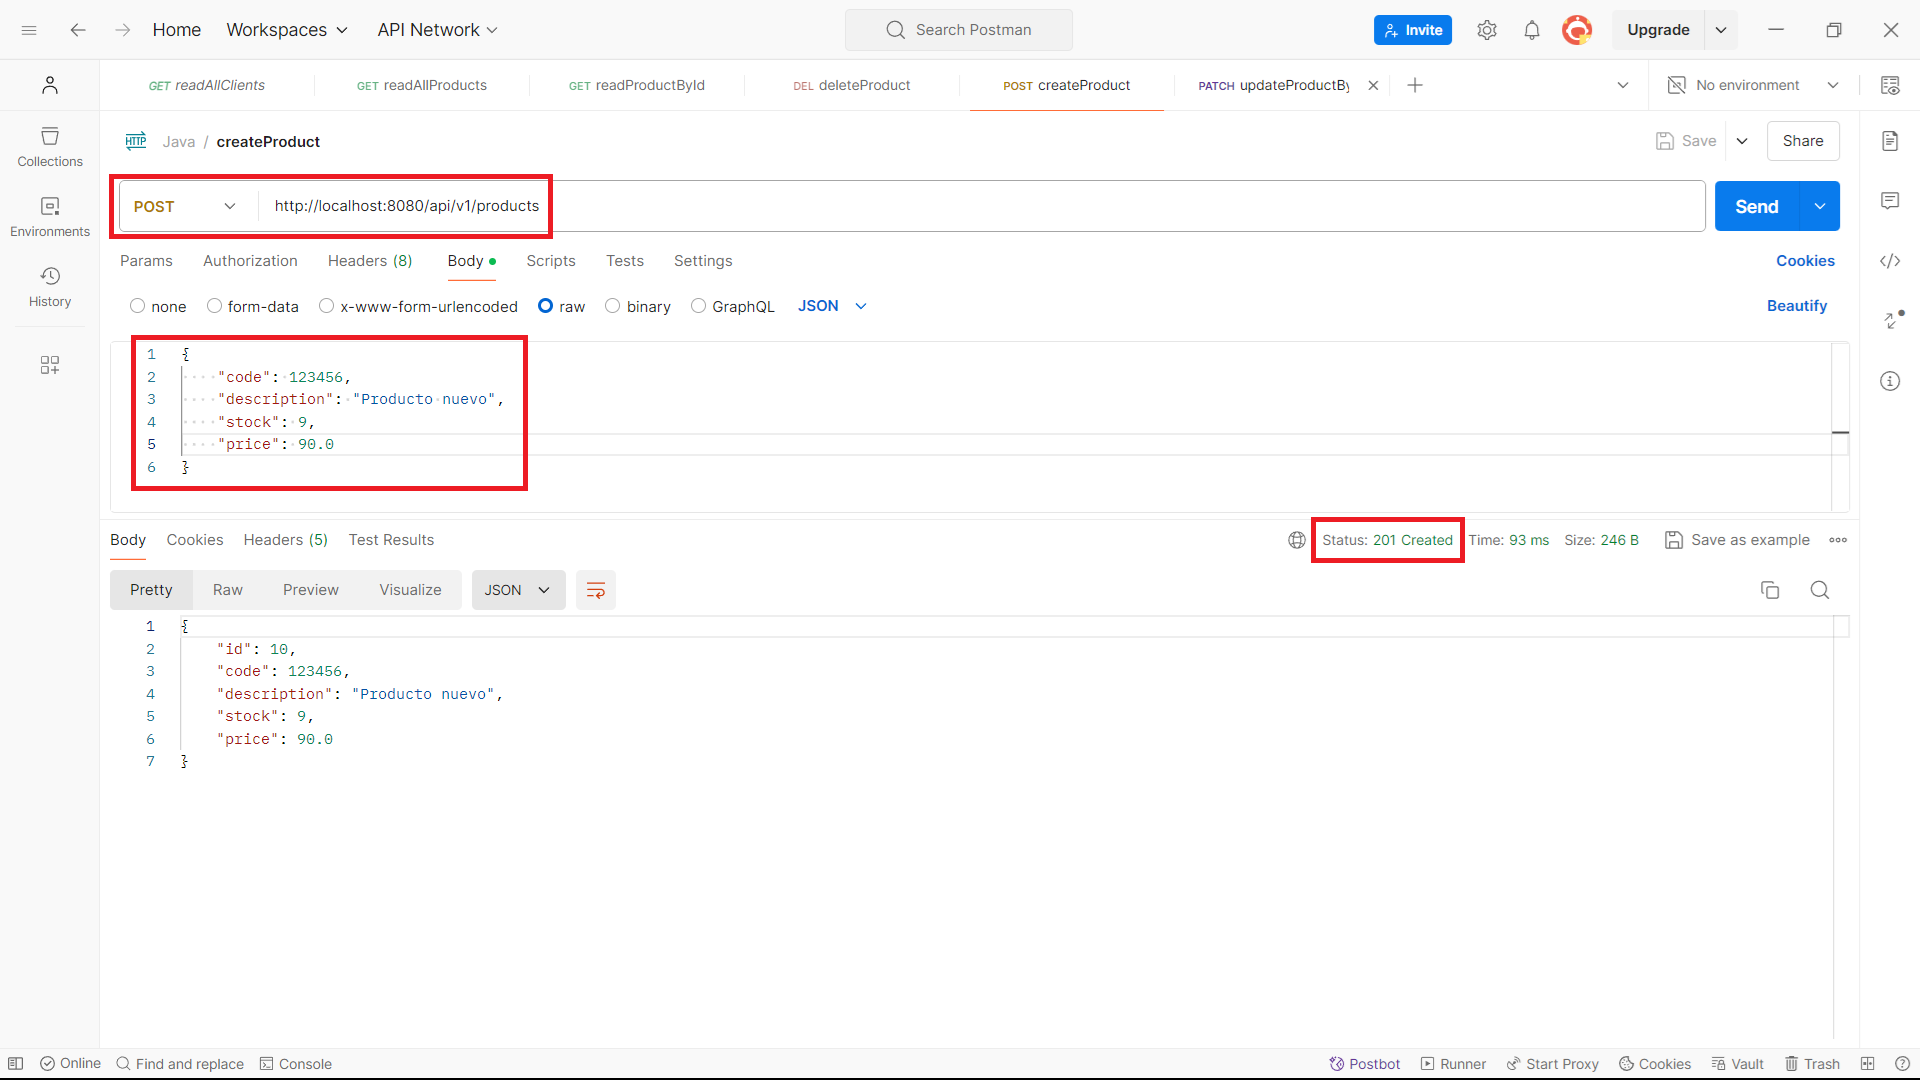 Home Workspaces API Network Search Postman Invite Upgrade
GET readAllClients GET readAllProducts GET readProductById DEL deleteProduct POST createProduct PATCH updateProductBy No environment
HTTP Java / createProduct Save Share
Collections
Environments
History
POST http://localhost:8080/api/v1/products Send
Params Authorization Headers (8) Body Scripts Tests Settings Cookies
none form-data x-www-form-urlencoded raw binary GraphQL JSON Beautify
1 {
2 "code": 123456,
3 "description": "Producto nuevo",
4 "stock": 9,
5 "price": 90.0
6 }
Body Cookies Headers (5) Test Results Status: 201 Created Time: 93 ms Size: 246 B Save as example
Pretty Raw Preview Visualize JSON
1 {
2 "id": 10,
3 "code": 123456,
4 "description": "Producto nuevo",
5 "stock": 9,
6 "price": 90.0
7 }
Online Find and replace Console Postbot Runner Start Proxy Cookies Vault Trash